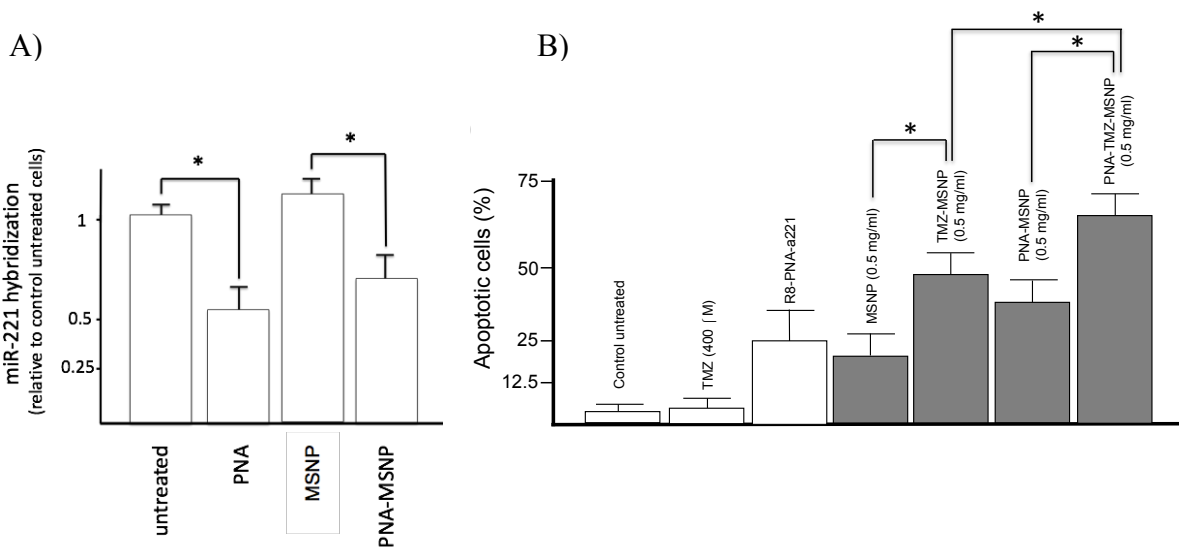 A)
miR-221 hybridization
(relative to control untreated cells)
1
0.5
0.25
*
*
untreated
PNA
MSNP
PNA-MSNP
B)
Apoptotic cells (%)
75
50
25
12.5
*
*
*
Control untreated
TMZ (400 ⌠M)
R8-PNA-a221
MSNP (0.5 mg/ml)
TMZ-MSNP
(0.5 mg/ml)
PNA-MSNP
(0.5 mg/ml)
PNA-TMZ-MSNP
(0.5 mg/ml)